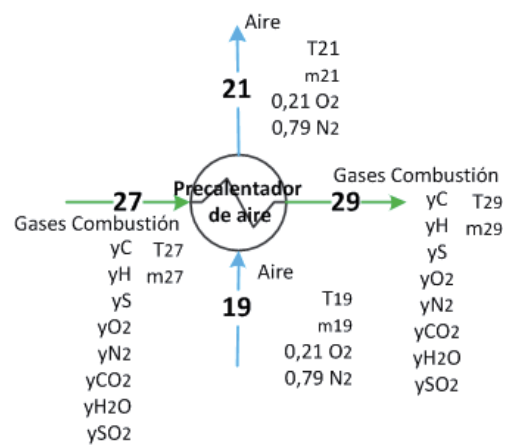 Aire
T21
21
m21
0,21 O2
0,79 N2
Precalentador
de aire
27
Gases Combustión
yC T27
yH m27
yS
yO2
yN2
yCO2
yH2O
ySO2
Gases Combustión
29
yC T29
yH m29
yS
yO2
yN2
yCO2
yH2O
ySO2
Aire
19
T19
m19
0,21 O2
0,79 N2